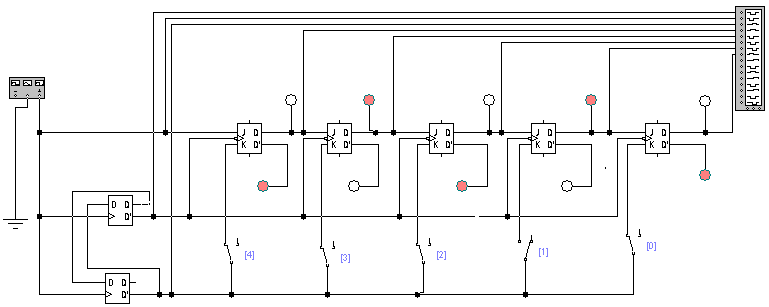 J Q J Q J Q J Q J Q
K Q' K Q' K Q' K Q' K Q'
D Q
Q'
[4] [3] [2] [1] [0]
D Q
Q'